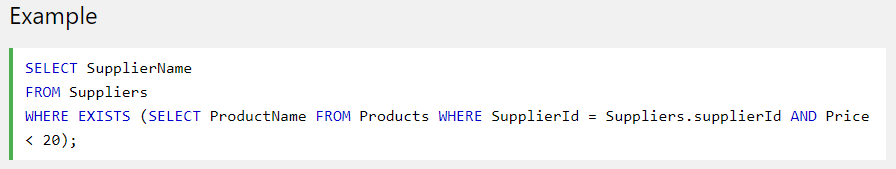 Example
SELECT SupplierName
FROM Suppliers
WHERE EXISTS (SELECT ProductName FROM Products WHERE SupplierId = Suppliers.supplierId AND Price
< 20);